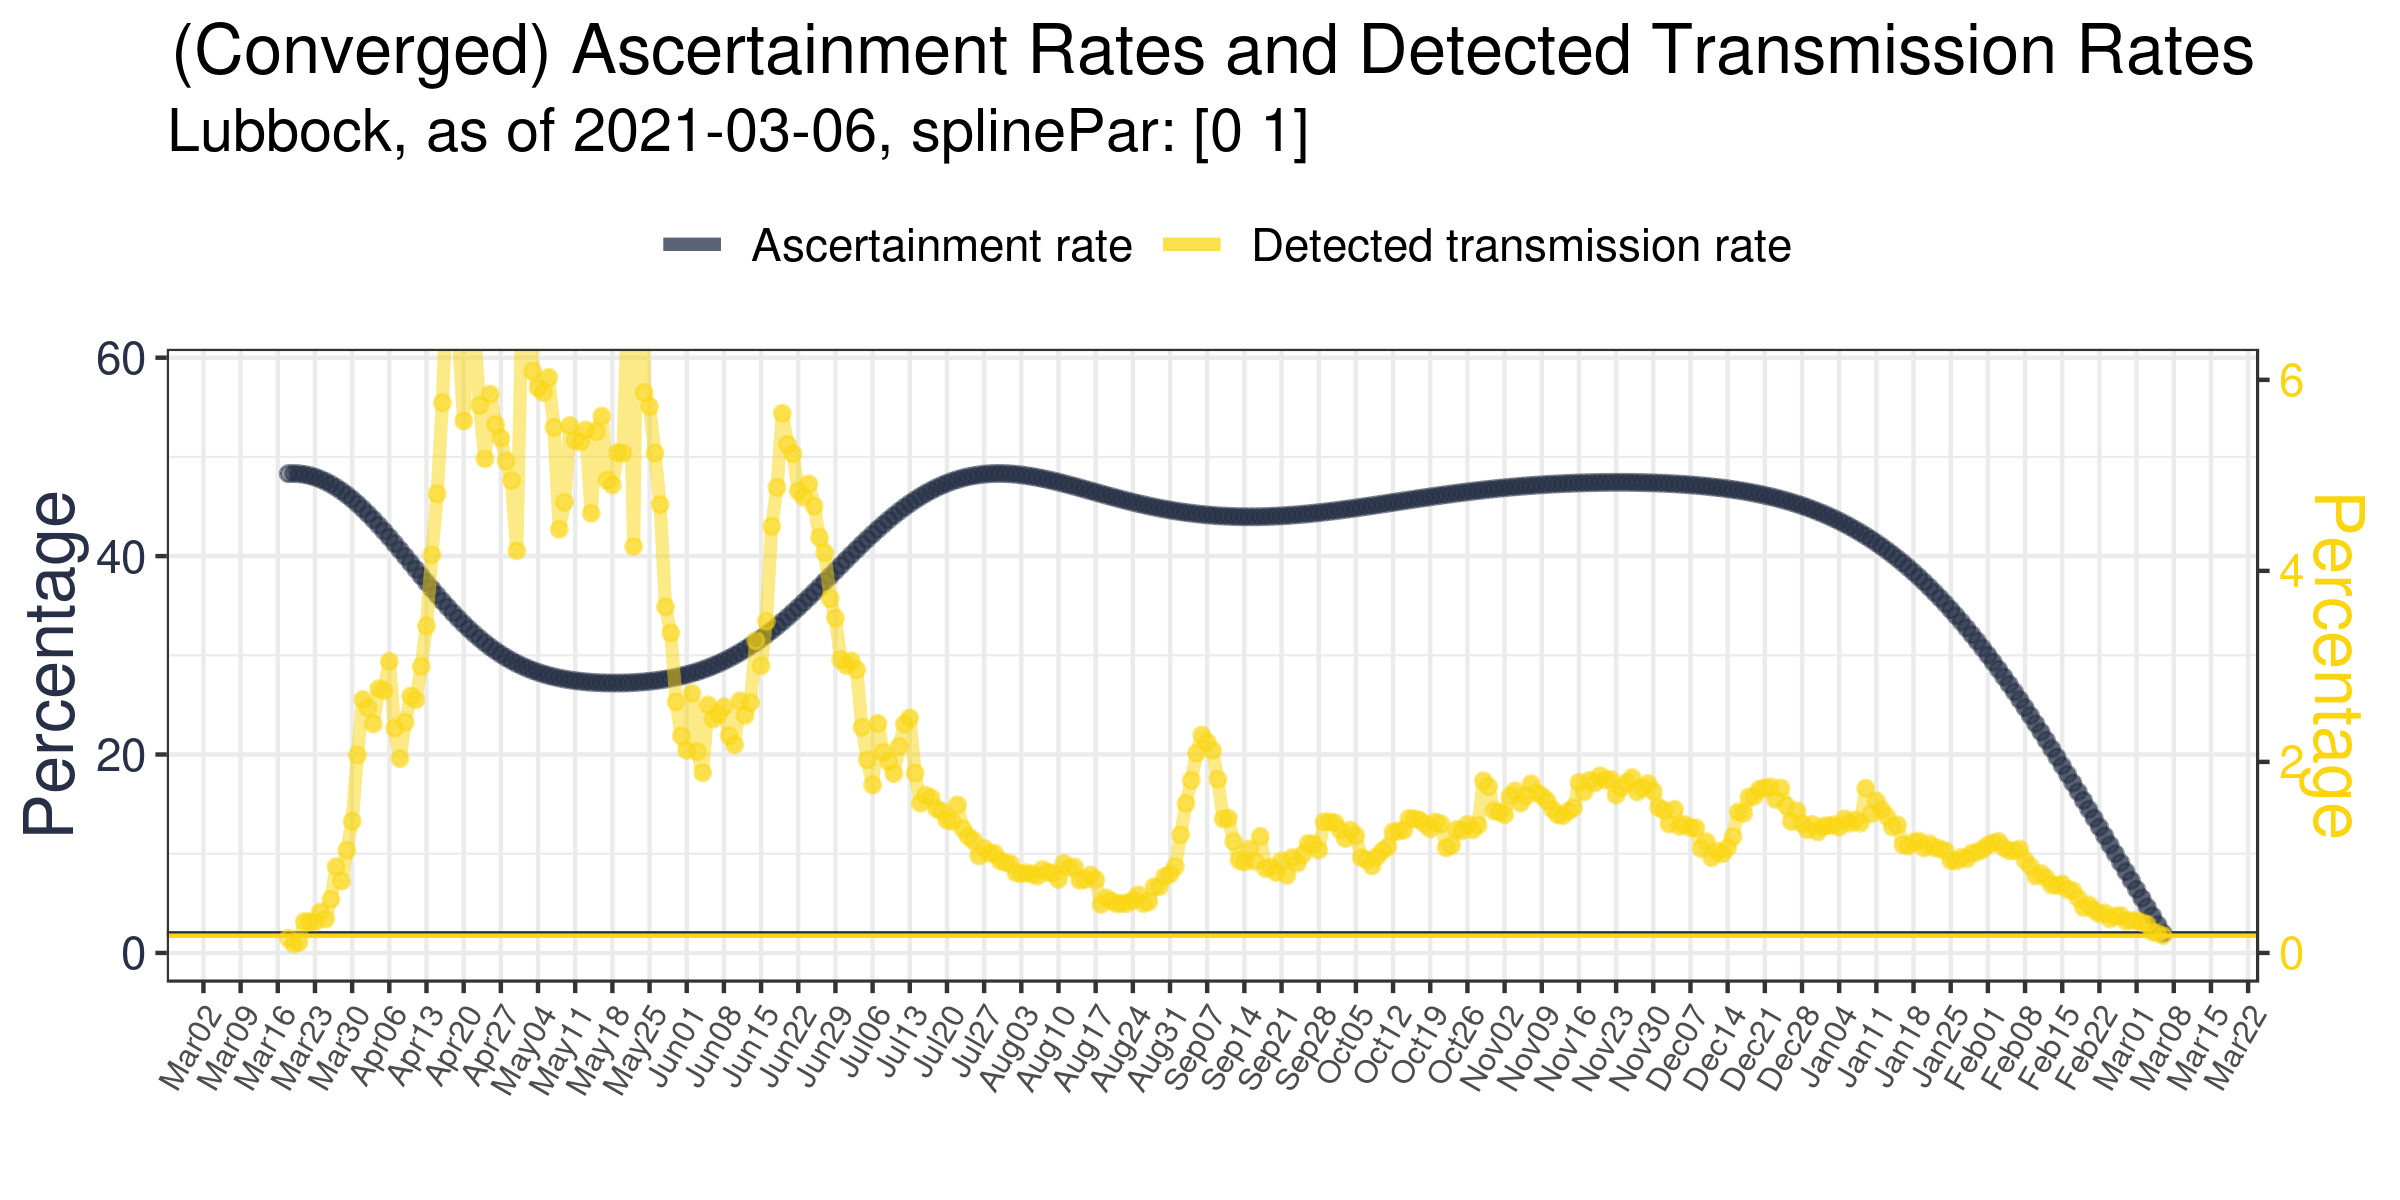 (Converged) Ascertainment Rates and Detected Transmission Rates
Lubbock, as of 2021-03-06, splinePar: [0 1]
Ascertainment rate Detected transmission rate
Percentage
60
40
20
0
6
4
2
0
Percentage
Mar02 Mar09 Mar16 Mar23 Mar30 Apr06 Apr13 Apr20 Apr27 May04 May11 May18 May25 Jun01 Jun08 Jun15 Jun22 Jun29 Jul06 Jul13 Jul20 Jul27 Aug03 Aug10 Aug17 Aug24 Aug31 Sep07 Sep14 Sep21 Sep28 Oct05 Oct12 Oct19 Oct26 Nov02 Nov09 Nov16 Nov23 Nov30 Dec07 Dec14 Dec21 Dec28 Jan04 Jan11 Jan18 Jan25 Feb01 Feb08 Feb15 Feb22 Mar01 Mar08 Mar15 Mar22